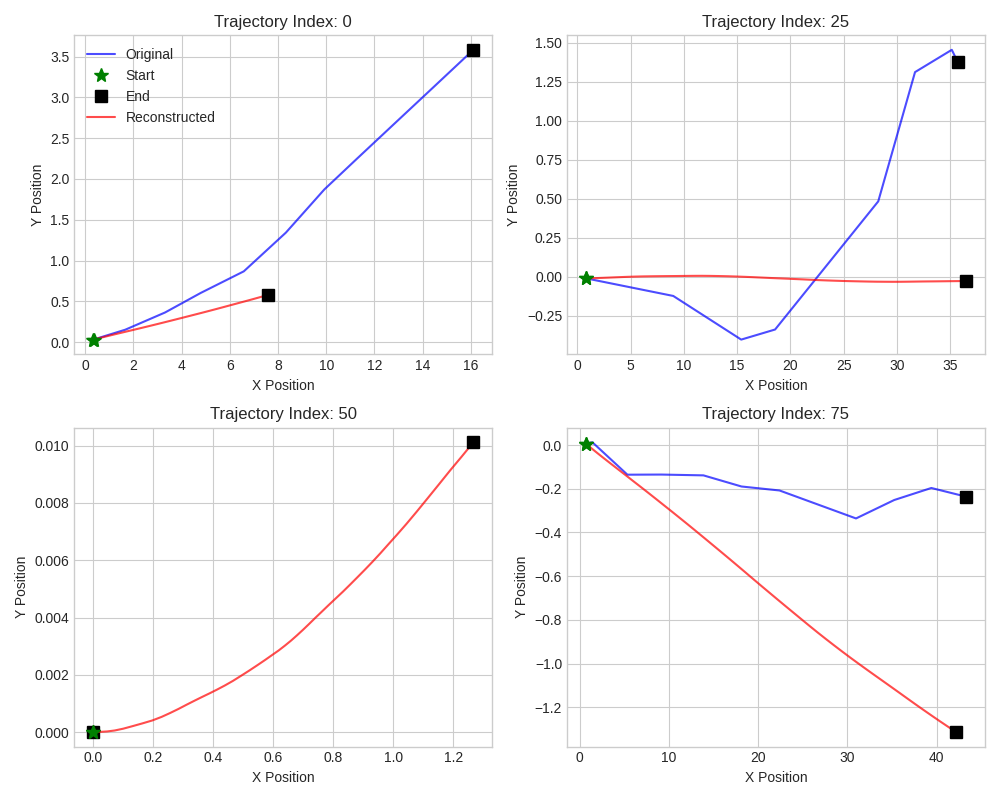 Trajectory Index: 0
Original
Start
End
Reconstructed
3.5
3.0
2.5
2.0
1.5
1.0
0.5
0.0
Y Position
0 2 4 6 8 10 12 14 16
X Position
Trajectory Index: 25
1.50
1.25
1.00
0.75
0.50
0.25
0.00
−0.25
Y Position
0 5 10 15 20 25 30 35
X Position
Trajectory Index: 50
0.010
0.008
0.006
0.004
0.002
0.000
Y Position
0.0 0.2 0.4 0.6 0.8 1.0 1.2
X Position
Trajectory Index: 75
0.0
−0.2
−0.4
−0.6
−0.8
−1.0
−1.2
Y Position
0 10 20 30 40
X Position